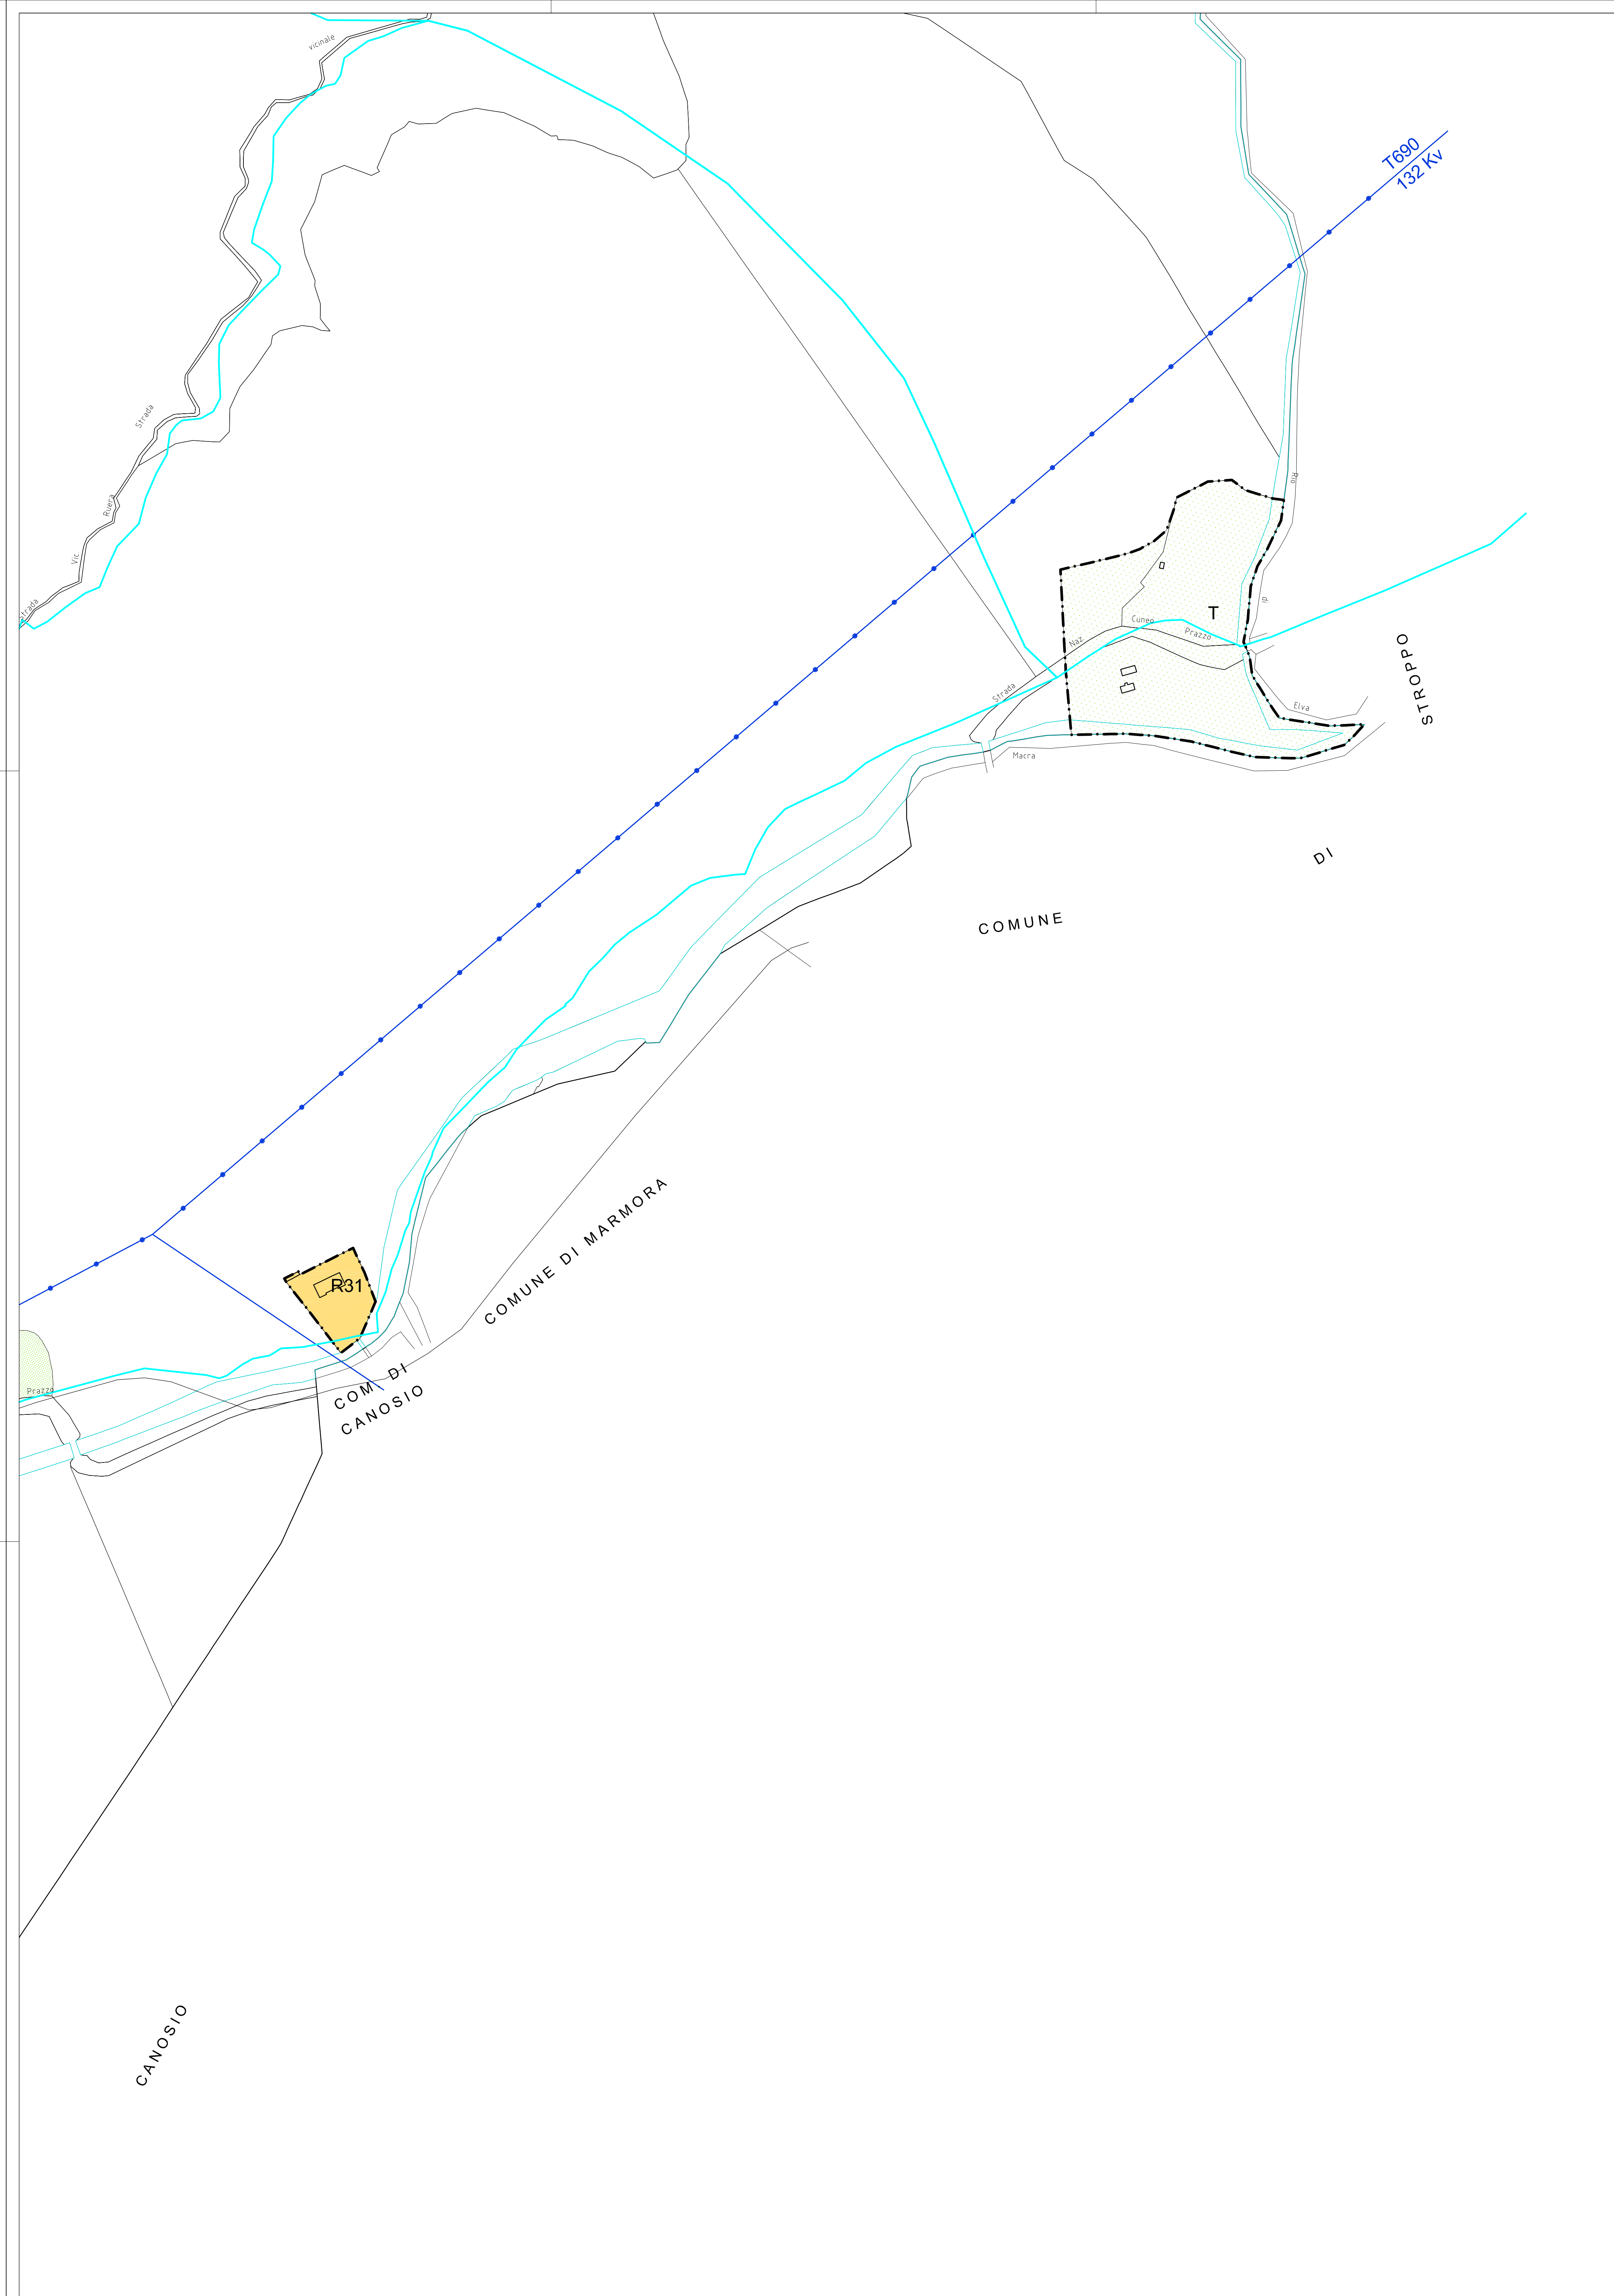 vicinale
T690
132 Kv
Strada
Ruera
Vic
Strada
Rio
di
T
Cuneo
Prazzo
Naz
Strada
Elva
Macra
STROPPO
DI
COMUNE
COMUNE DI MARMORA
R31
COM. DI
CANOSIO
Prazzo
CANOSIO